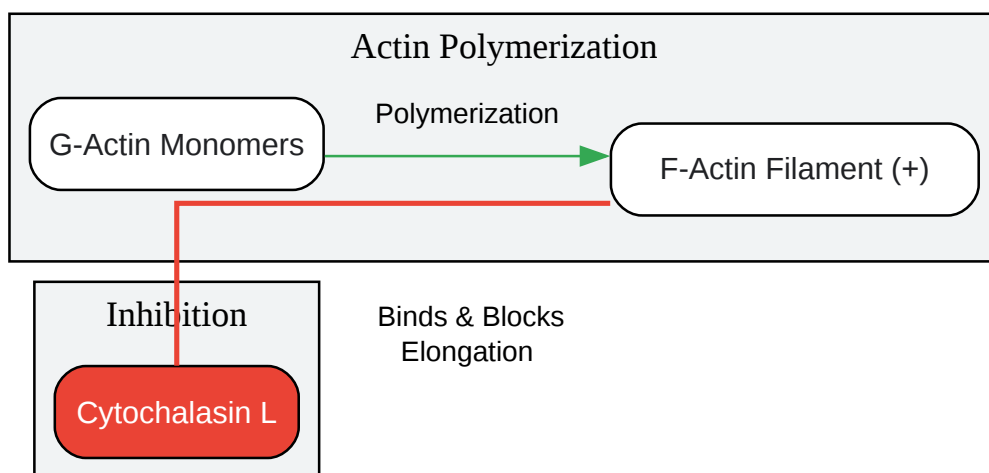 Actin Polymerization
Polymerization
G-Actin Monomers
F-Actin Filament (+)
Inhibition
Binds & Blocks
Elongation
Cytochalasin L